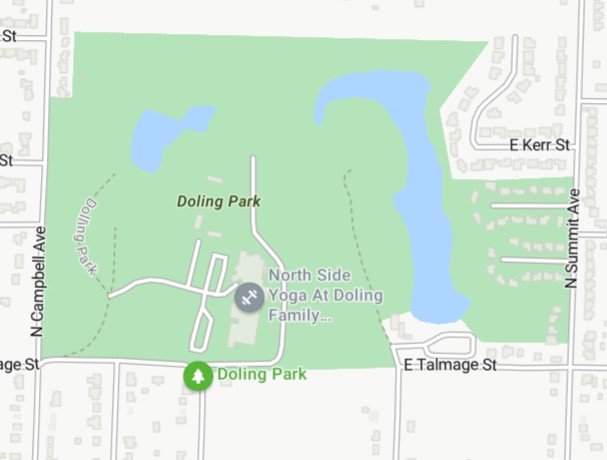 St
E Kerr St
St
Doling Park
Doling Park
N Campbell Ave
N Summit Ave
North Side
Yoga At Doling
Family...
age St
Doling Park
E Talmage St